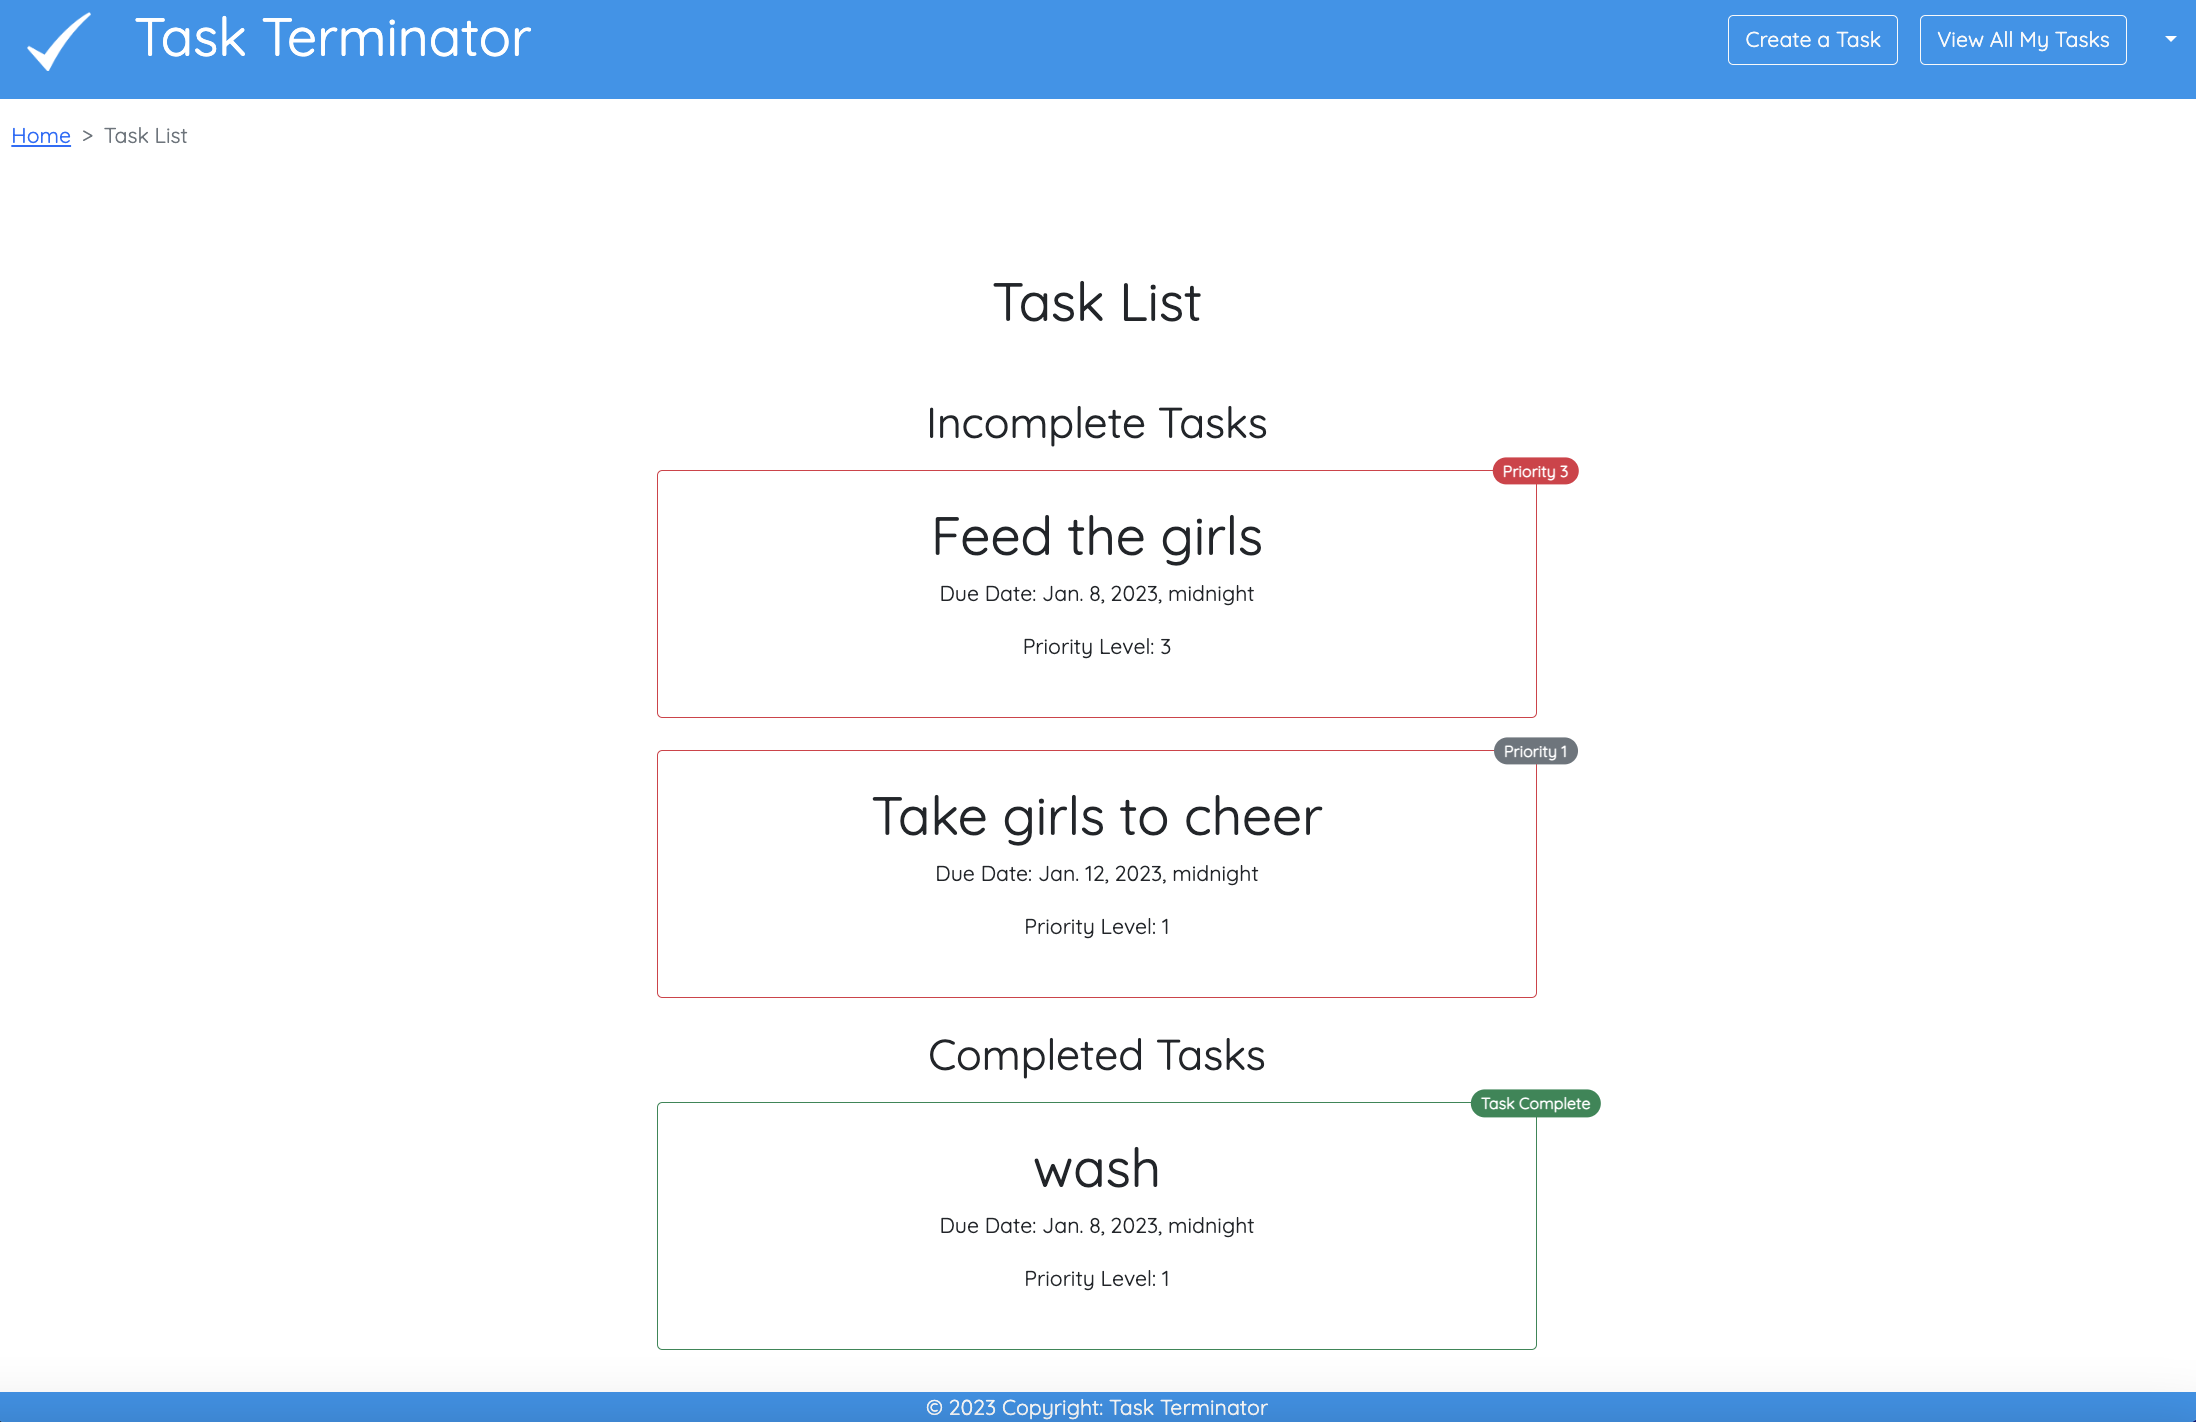 Task Terminator
Create a Task
View All My Tasks
Home > Task List
Task List
Incomplete Tasks
Priority 3
Feed the girls
Due Date: Jan. 8, 2023, midnight
Priority Level: 3
Priority 1
Take girls to cheer
Due Date: Jan. 12, 2023, midnight
Priority Level: 1
Completed Tasks
Task Complete
wash
Due Date: Jan. 8, 2023, midnight
Priority Level: 1
© 2023 Copyright: Task Terminator